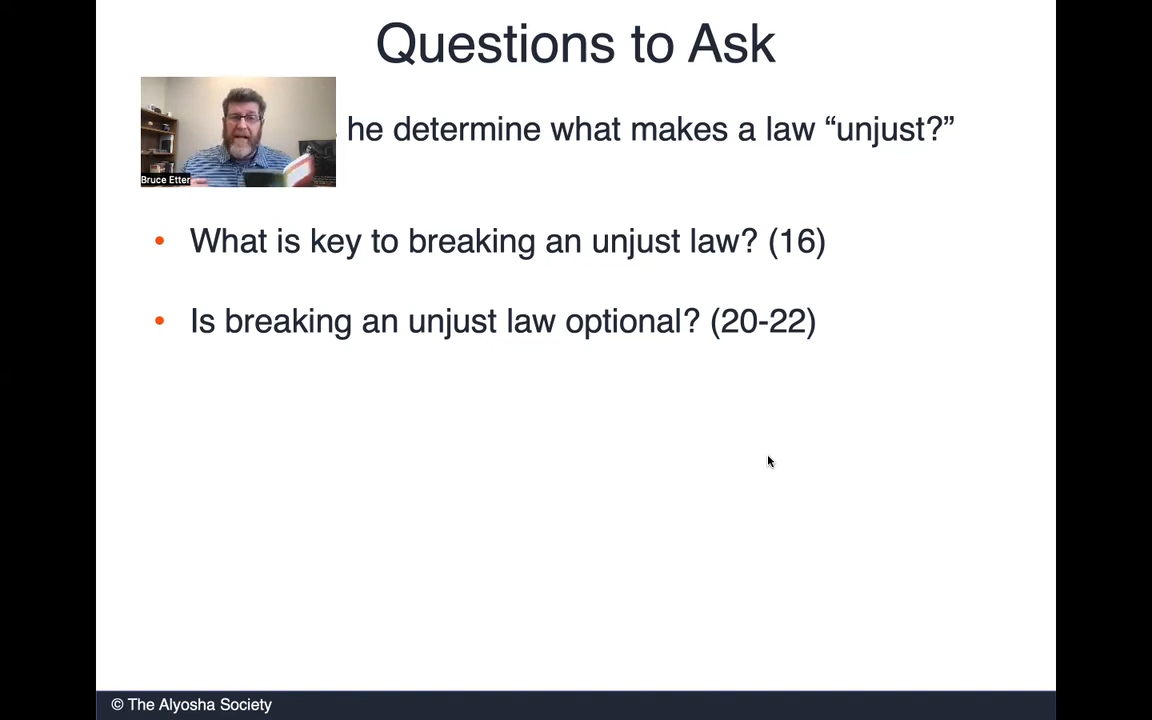 Questions to Ask
he determine what makes a law “unjust?”
Bruce Etter
• What is key to breaking an unjust law? (16)
• Is breaking an unjust law optional? (20-22)
© The Alyosha Society